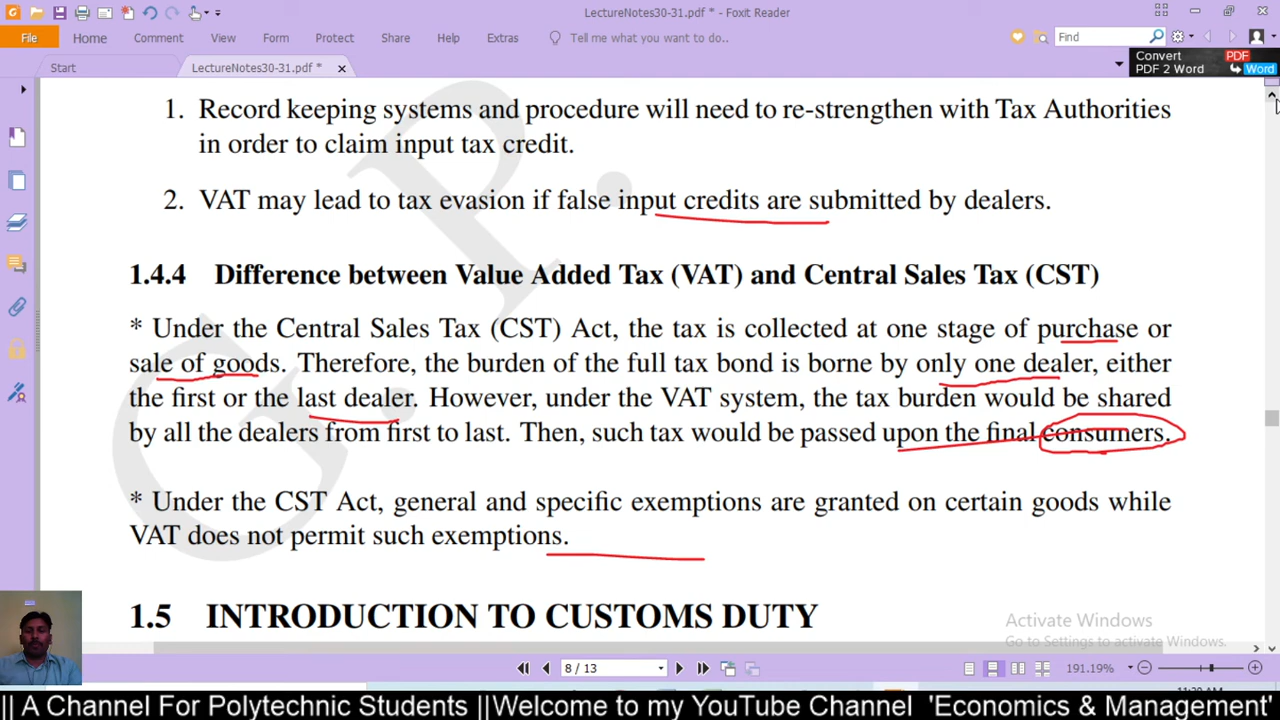 LectureNotes30-31.pdf * - Foxit Reader
File Home Comment View Form Protect Share Help Extras Tell me what you want to do.. Find
Start LectureNotes30-31.pdf *
Convert PDF
PDF 2 Word Word
1. Record keeping systems and procedure will need to re-strengthen with Tax Authorities
in order to claim input tax credit.
2. VAT may lead to tax evasion if false input credits are submitted by dealers.
1.4.4 Difference between Value Added Tax (VAT) and Central Sales Tax (CST)
* Under the Central Sales Tax (CST) Act, the tax is collected at one stage of purchase or
sale of goods. Therefore, the burden of the full tax bond is borne by only one dealer, either
the first or the last dealer. However, under the VAT system, the tax burden would be shared
by all the dealers from first to last. Then, such tax would be passed upon the final consumers.
* Under the CST Act, general and specific exemptions are granted on certain goods while
VAT does not permit such exemptions.
1.5 INTRODUCTION TO CUSTOMS DUTY
G. P.
Activate Windows
Go to Settings to activate Windows.
8 / 13 191.19%
|| A Channel For Polytechnic Students ||Welcome to my YouTube Channel 'Economics & Management'